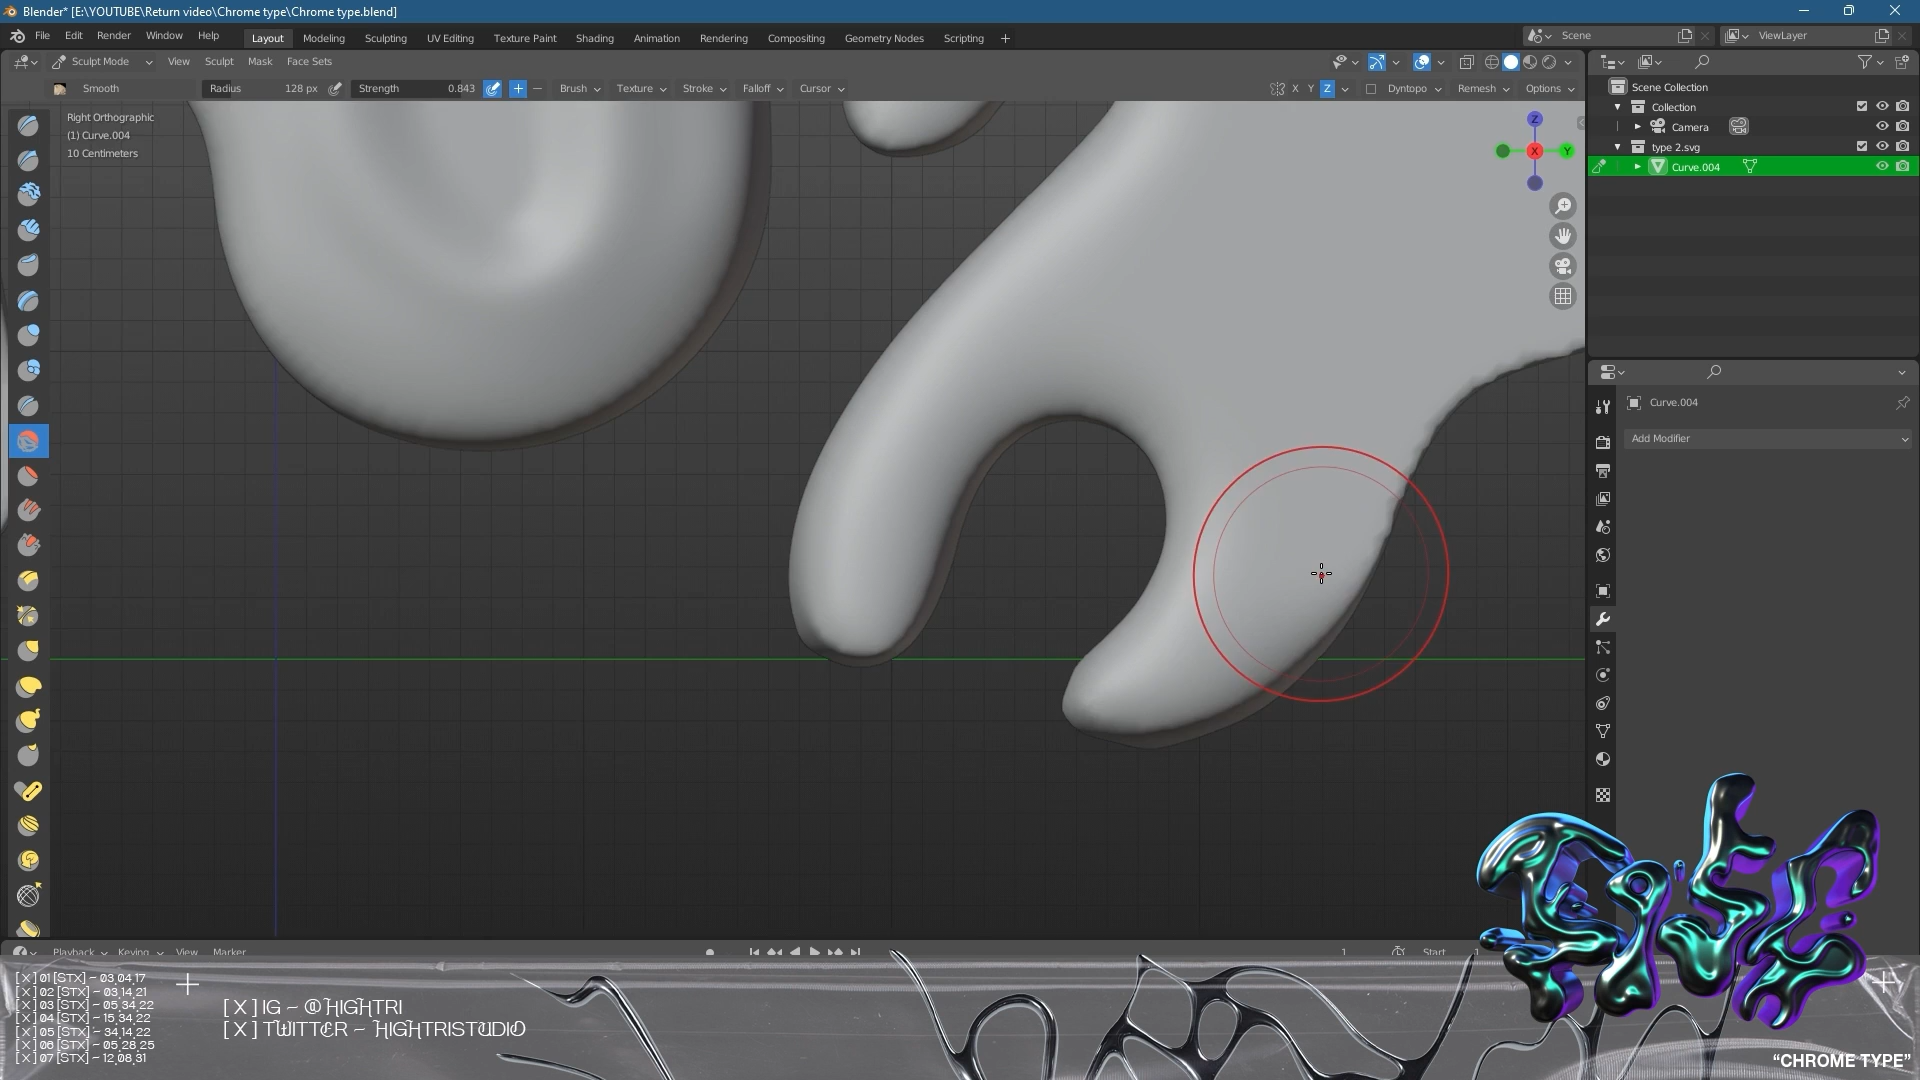 Blender* [E:\YOUTUBE\Return video\Chrome type\Chrome type.blend]
File Edit Render Window Help Layout Modeling Sculpting UV Editing Texture Paint Shading Animation Rendering Compositing Geometry Nodes Scripting + Scene ViewLayer
Sculpt Mode View Sculpt Mask Face Sets
Smooth Radius 128 px Strength 0.843 + − Brush Texture Stroke Falloff Cursor X Y Z Dyntopo Remesh Options
Right Orthographic
(1) Curve.004
10 Centimeters
Z
X
Y
Scene Collection
Collection
Camera
type 2.svg
Curve.004
Curve.004
Add Modifier
Playback Keying View Marker 1 Start
[X] 01 [STX] – 03,04,17
[X] 02 [STX] – 03,14,21
[X] 03 [STX] – 05,34,22
[X] 04 [STX] – 15,34,22
[X] 05 [STX] – 34,14,22
[X] 06 [STX] – 05,28,25
[X] 07 [STX] – 12,08,31
[X] IG – @HIGHTRI
[X] TWITTER – HIGHTRISTUDIO
“CHROME TYPE”